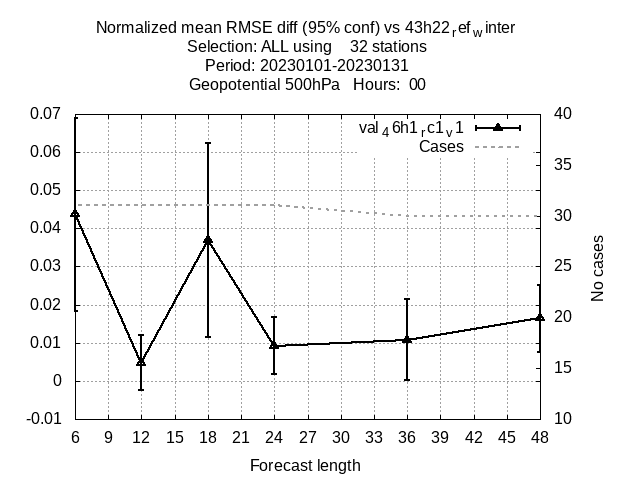 Normalized mean RMSE diff (95% conf) vs 43h22refwinter
Selection: ALL using 32 stations
Period: 20230101-20230131
Geopotential 500hPa Hours: 00
0.07
0.06
0.05
0.04
0.03
0.02
0.01
0
-0.01
val46h1rc1v1
Cases
40
35
30
25
20
15
10
No cases
6 9 12 15 18 21 24 27 30 33 36 39 42 45 48
Forecast length